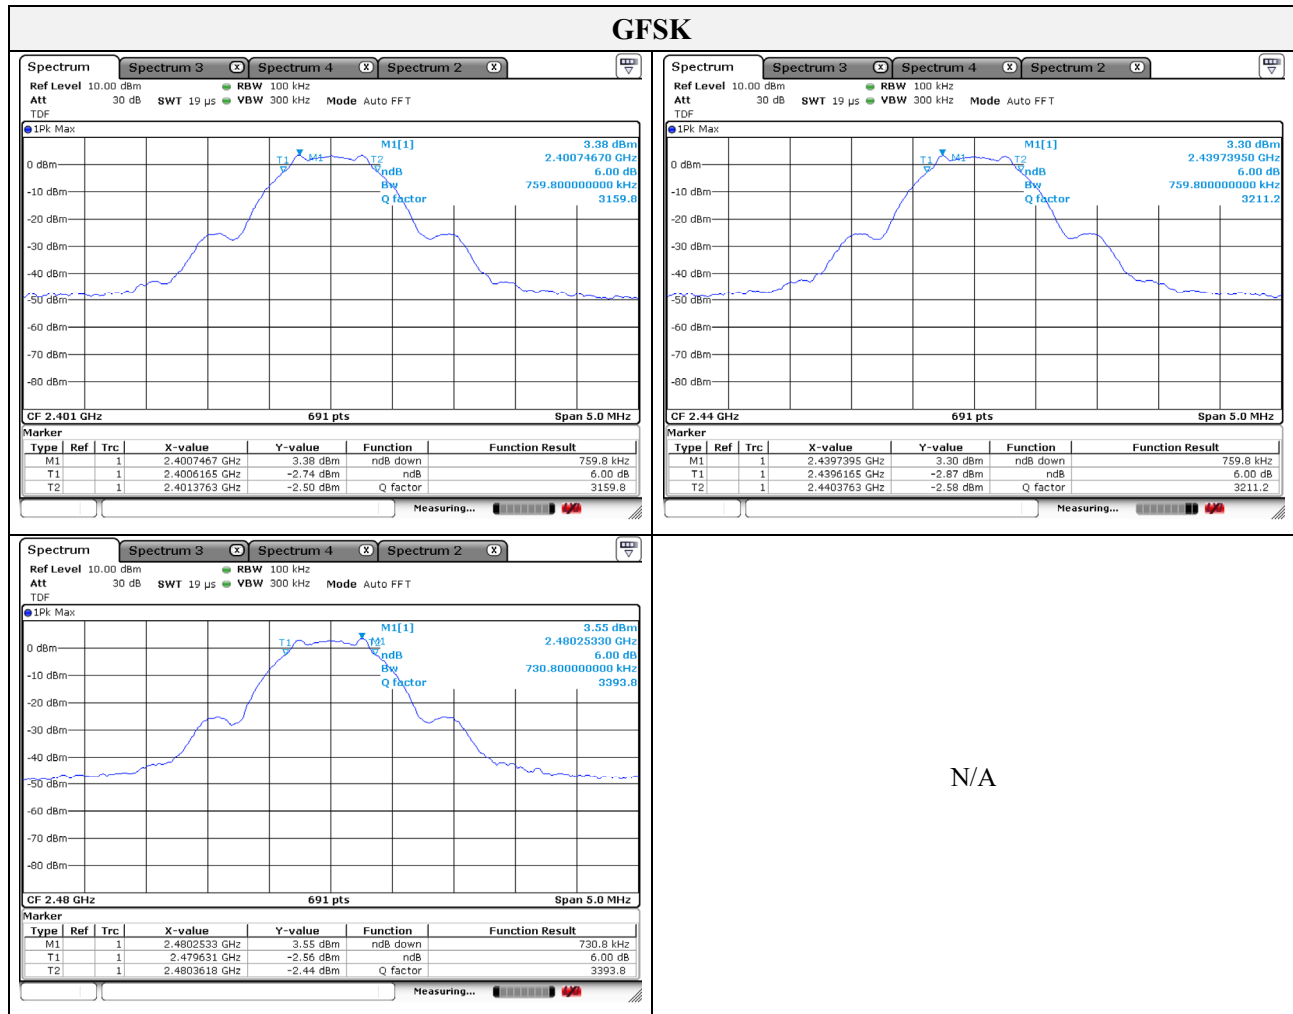 GFSK
Spectrum Spectrum 3 X Spectrum 4 X Spectrum 2 X
Ref Level 10.00 dBm RBW 100 kHz
Att 30 dB SWT 19 µs VBW 300 kHz Mode Auto FFT
TDF
1Pk Max
M1[1] 3.38 dBm
2.40074670 GHz
ndB 6.00 dB
Bw 759.800000000 kHz
Q factor 3159.8
T1 M1 T2
0 dBm
-10 dBm
-20 dBm
-30 dBm
-40 dBm
-50 dBm
-60 dBm
-70 dBm
-80 dBm
CF 2.401 GHz 691 pts Span 5.0 MHz
Marker
Type Ref Trc X-value Y-value Function Function Result
M1 1 2.4007467 GHz 3.38 dBm ndB down 759.8 kHz
T1 1 2.4006165 GHz -2.74 dBm ndB 6.00 dB
T2 1 2.4013763 GHz -2.50 dBm Q factor 3159.8
Measuring...
Spectrum Spectrum 3 X Spectrum 4 X Spectrum 2 X
Ref Level 10.00 dBm RBW 100 kHz
Att 30 dB SWT 19 µs VBW 300 kHz Mode Auto FFT
TDF
1Pk Max
M1[1] 3.30 dBm
2.43973950 GHz
ndB 6.00 dB
Bw 759.800000000 kHz
Q factor 3211.2
T1 M1 T2
0 dBm
-10 dBm
-20 dBm
-30 dBm
-40 dBm
-50 dBm
-60 dBm
-70 dBm
-80 dBm
CF 2.44 GHz 691 pts Span 5.0 MHz
Marker
Type Ref Trc X-value Y-value Function Function Result
M1 1 2.4397395 GHz 3.30 dBm ndB down 759.8 kHz
T1 1 2.4396165 GHz -2.87 dBm ndB 6.00 dB
T2 1 2.4403763 GHz -2.58 dBm Q factor 3211.2
Measuring...
Spectrum Spectrum 3 X Spectrum 4 X Spectrum 2 X
Ref Level 10.00 dBm RBW 100 kHz
Att 30 dB SWT 19 µs VBW 300 kHz Mode Auto FFT
TDF
1Pk Max
M1[1] 3.55 dBm
2.48025330 GHz
ndB 6.00 dB
Bw 730.800000000 kHz
Q factor 3393.8
T1 M1
0 dBm
-10 dBm
-20 dBm
-30 dBm
-40 dBm
-50 dBm
-60 dBm
-70 dBm
-80 dBm
CF 2.48 GHz 691 pts Span 5.0 MHz
Marker
Type Ref Trc X-value Y-value Function Function Result
M1 1 2.4802533 GHz 3.55 dBm ndB down 730.8 kHz
T1 1 2.479631 GHz -2.56 dBm ndB 6.00 dB
T2 1 2.4803618 GHz -2.44 dBm Q factor 3393.8
Measuring...
N/A